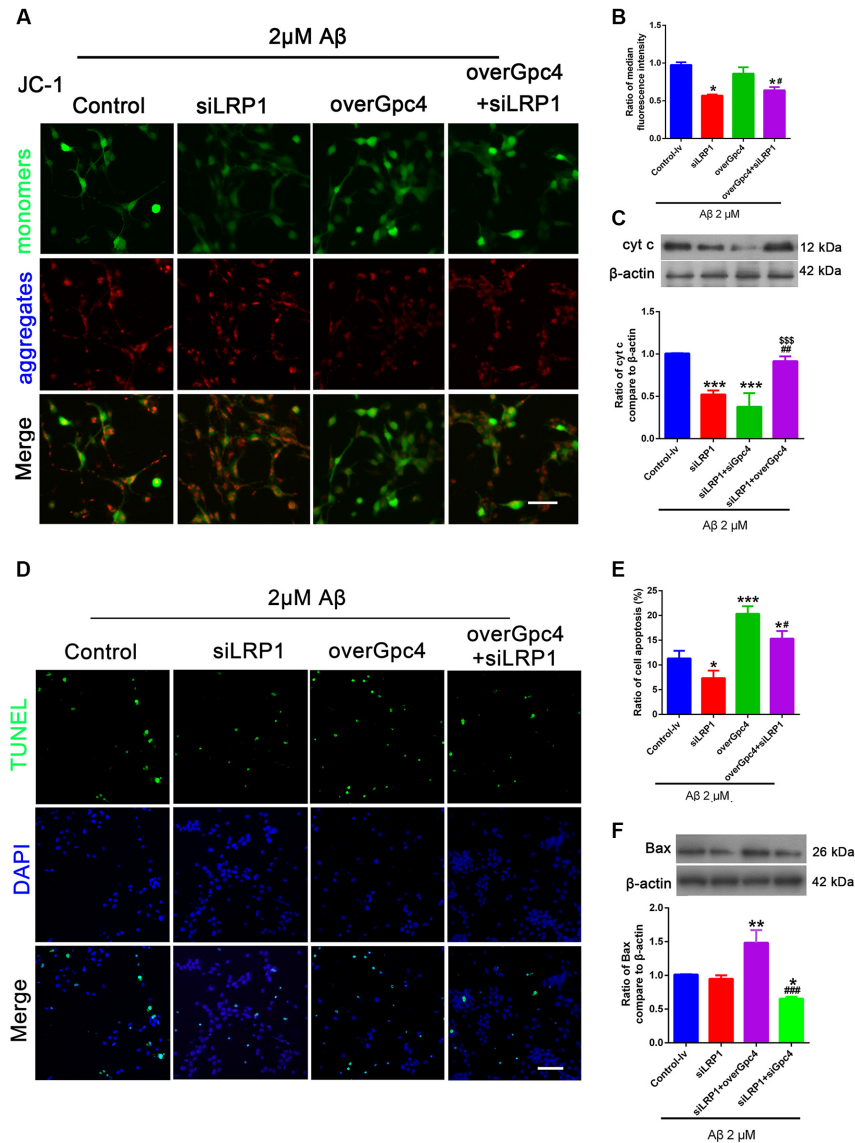 A
2μM Aβ
JC-1
Control
siLRP1
overGpc4
overGpc4
+siLRP1
monomers
aggregates
Merge
B
Ratio of median
fluorescence intensity
1.5
1.0
0.5
0.0
*
*#
Control-lv
siLRP1
overGpc4
overGpc4+siLRP1
Aβ 2 μM
C
cyt c
12 kDa
β-actin
42 kDa
Ratio of cyt c
compare to β-actin
1.5
1.0
0.5
0.0
***
***
$$$
##
Control-lv
siLRP1
siLRP1+siGpc4
siLRP1+overGpc4
Aβ 2 μM
D
2μM Aβ
Control
siLRP1
overGpc4
overGpc4
+siLRP1
TUNEL
DAPI
Merge
E
Ratio of cell apoptosis (%)
25
20
15
10
5
0
*
***
*#
Control-lv
siLRP1
overGpc4
overGpc4+siLRP1
Aβ 2 μM
F
Bax
26 kDa
β-actin
42 kDa
Ratio of Bax
compare to β-actin
2.0
1.5
1.0
0.5
0.0
**
*
###
Control-lv
siLRP1
siLRP1+overGpc4
siLRP1+siGpc4
Aβ 2 μM